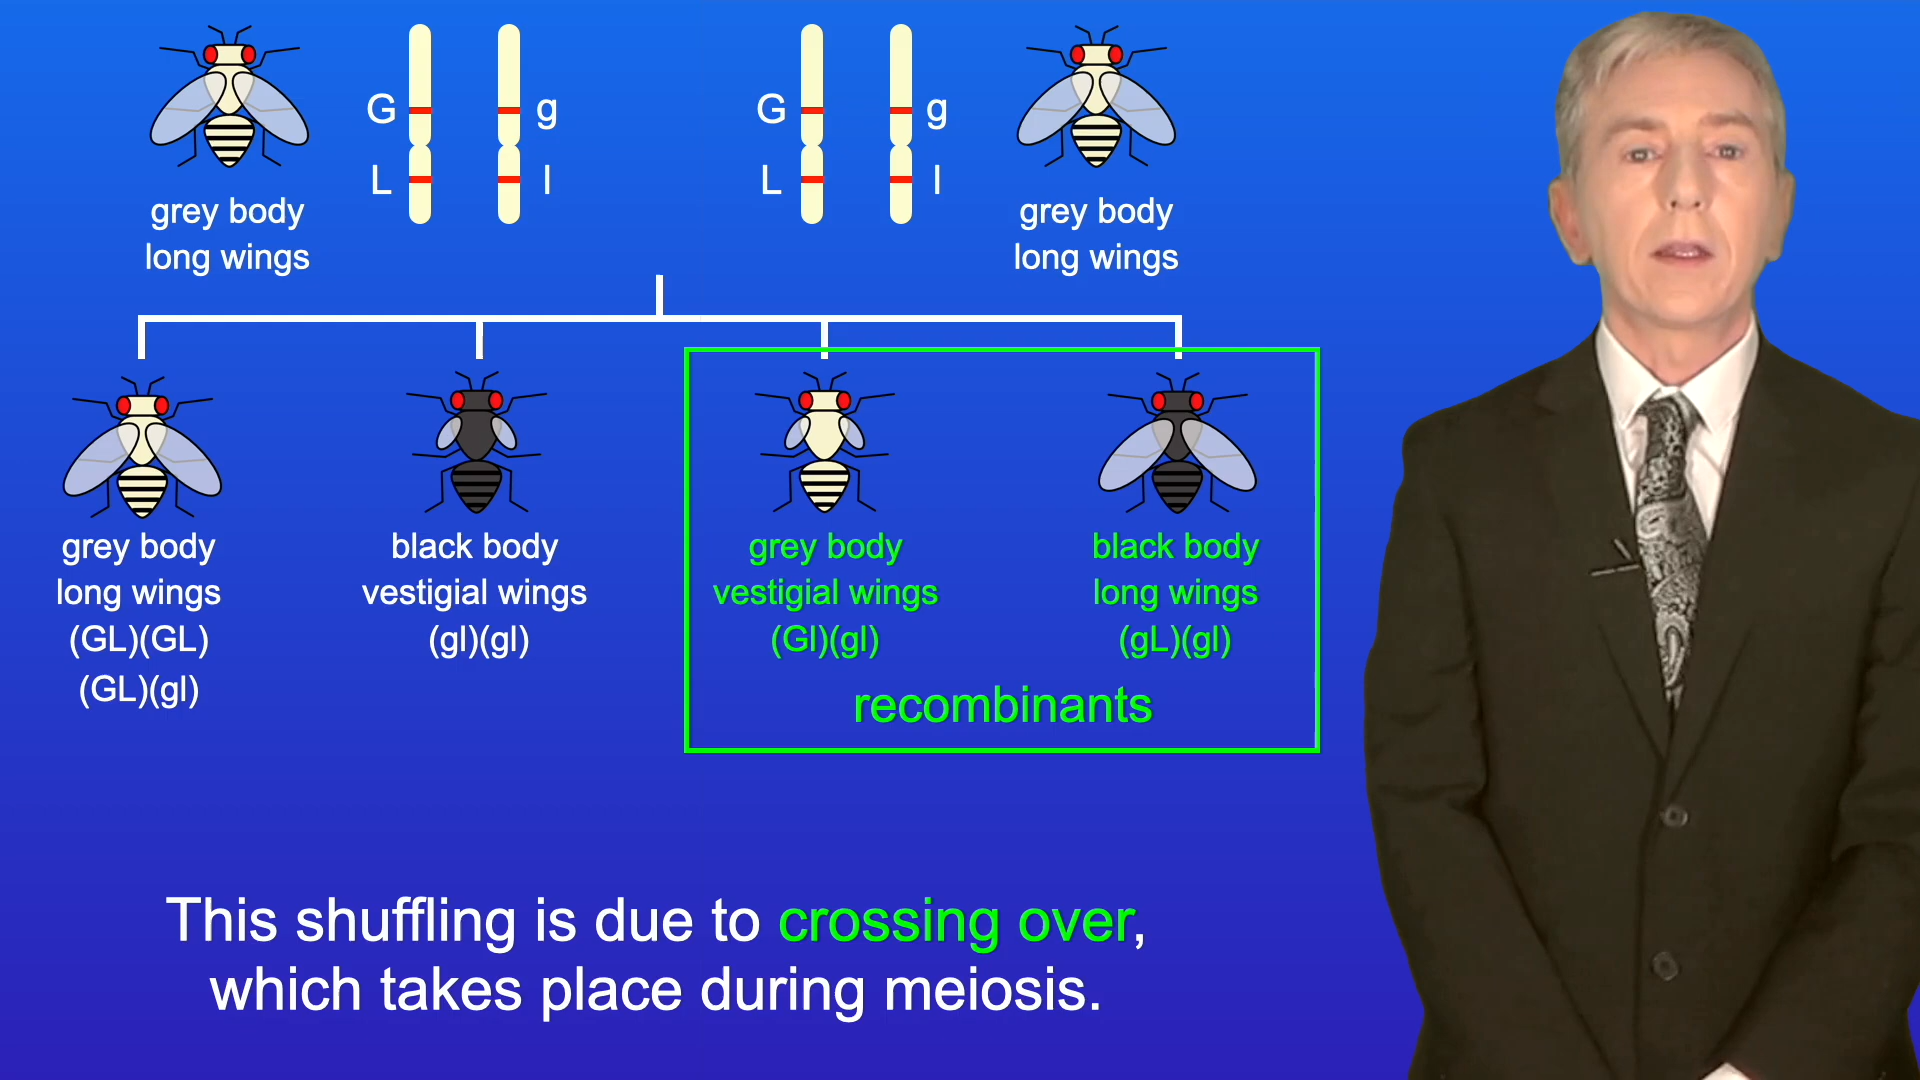 G g
L l
G g
L l
grey body
long wings
grey body
long wings
grey body
long wings
(GL)(GL)
(GL)(gl)
black body
vestigial wings
(gl)(gl)
grey body
vestigial wings
(Gl)(gl)
black body
long wings
(gL)(gl)
recombinants
This shuffling is due to crossing over,
which takes place during meiosis.